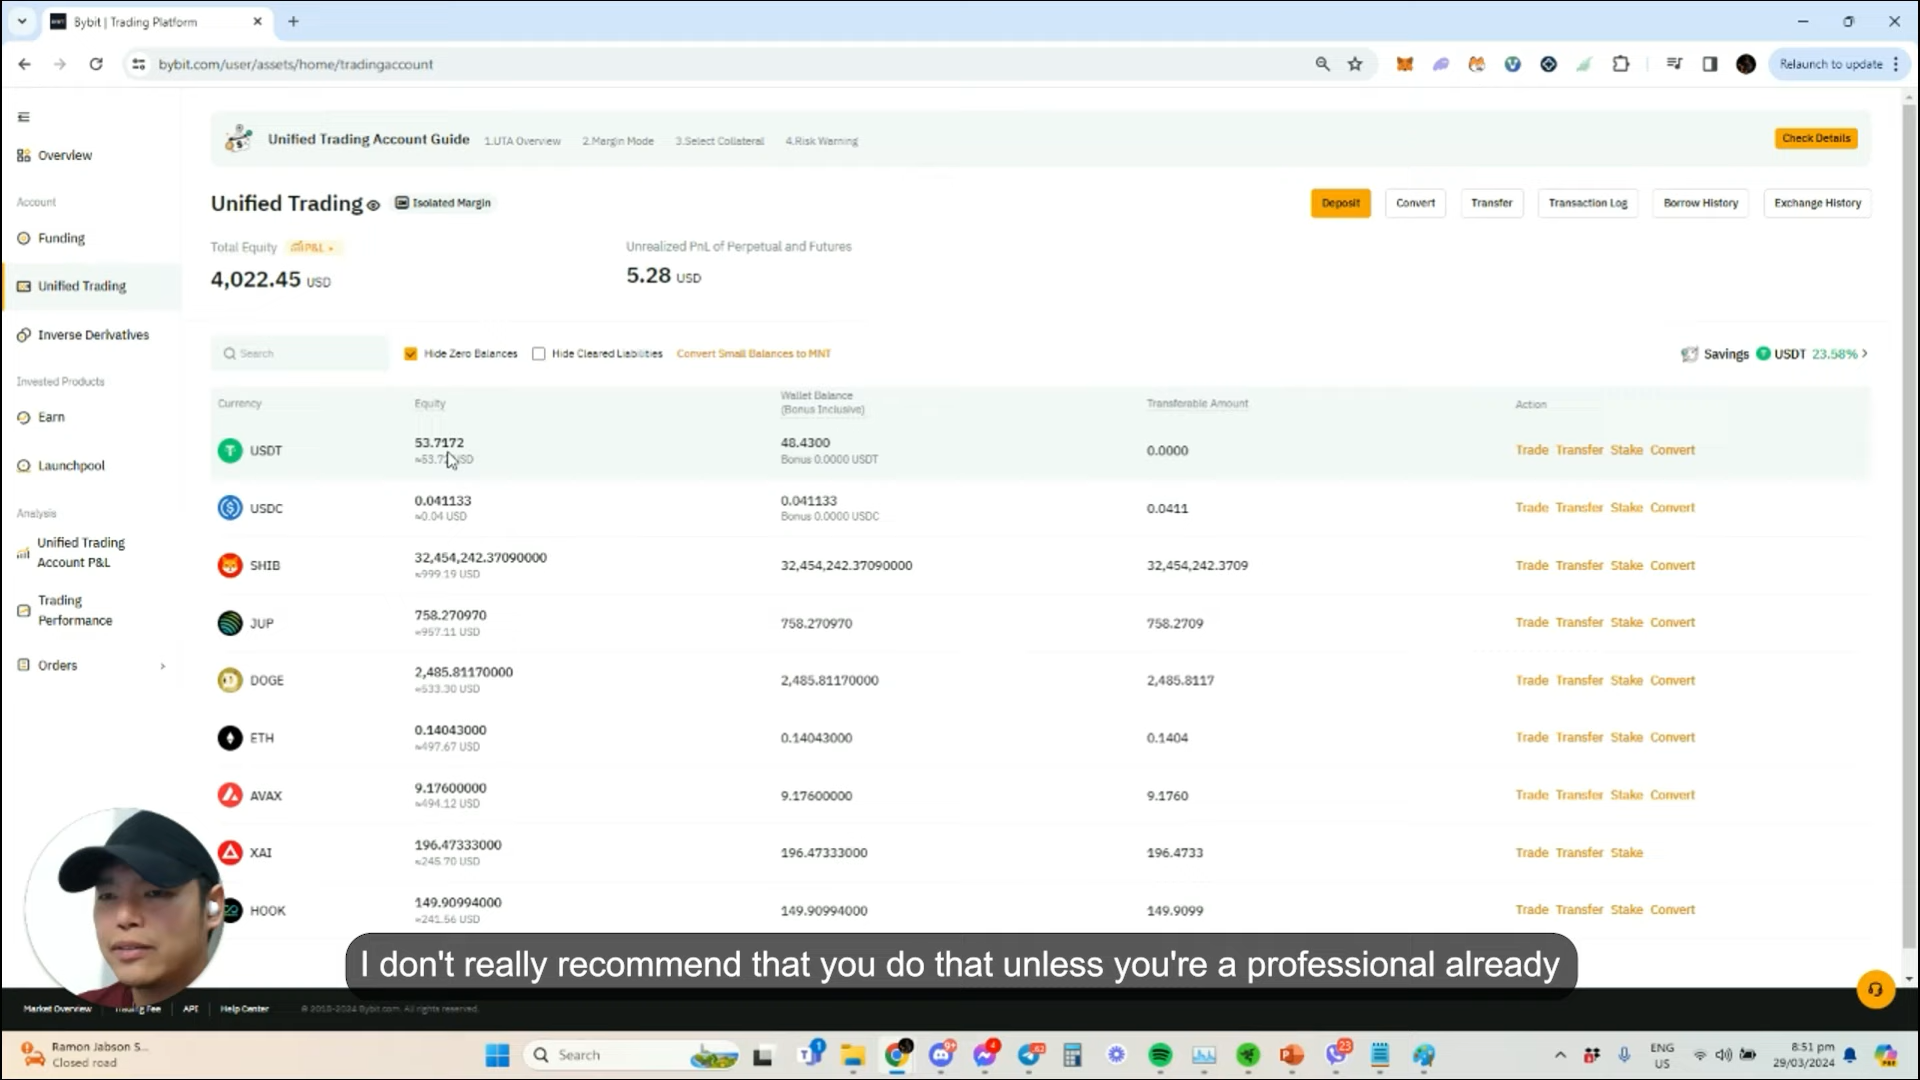 Bybit | Trading Platform
bybit.com/user/assets/home/tradingaccount
Relaunch to update
Unified Trading Account Guide 1.UTA Overview 2.Margin Mode 3.Select Collateral 4.Risk Warning
Check Details
Overview
Account
Funding
Unified Trading
Inverse Derivatives
Invested Products
Earn
Launchpool
Analysis
Unified Trading
Account P&L
Trading
Performance
Orders
Unified Trading Isolated Margin
Deposit Convert Transfer Transaction Log Borrow History Exchange History
Total Equity P&L
4,022.45 USD
Unrealized PnL of Perpetual and Futures
5.28 USD
Search
Hide Zero Balances Hide Cleared Liabilities Convert Small Balances to MNT
Savings USDT 23.58%
Currency Equity Wallet Balance
(Bonus Inclusive) Transferable Amount Action
USDT 53.7172 48.4300 0.0000 Trade Transfer Stake Convert
Bonus 0.0000 USDT
USDC 0.041133 0.041133 0.0411 Trade Transfer Stake Convert
≈0.04 USD Bonus 0.0000 USDC
SHIB 32,454,242.37090000 32,454,242.37090000 32,454,242.3709 Trade Transfer Stake Convert
≈999.19 USD
JUP 758.270970 758.270970 758.2709 Trade Transfer Stake Convert
≈957.11 USD
DOGE 2,485.81170000 2,485.81170000 2,485.8117 Trade Transfer Stake Convert
≈533.30 USD
ETH 0.14043000 0.14043000 0.1404 Trade Transfer Stake Convert
≈497.67 USD
AVAX 9.17600000 9.17600000 9.1760 Trade Transfer Stake Convert
≈494.12 USD
XAI 196.47333000 196.47333000 196.4733 Trade Transfer Stake
≈245.70 USD
HOOK 149.90994000 149.90994000 149.9099 Trade Transfer Stake Convert
≈241.56 USD
I don't really recommend that you do that unless you're a professional already
Market Overview Trading Fee API Help Center © 2018-2024 Bybit.com. All rights reserved.
Ramon Jabson S...
Closed road
Search
ENG
US
8:51 pm
29/03/2024